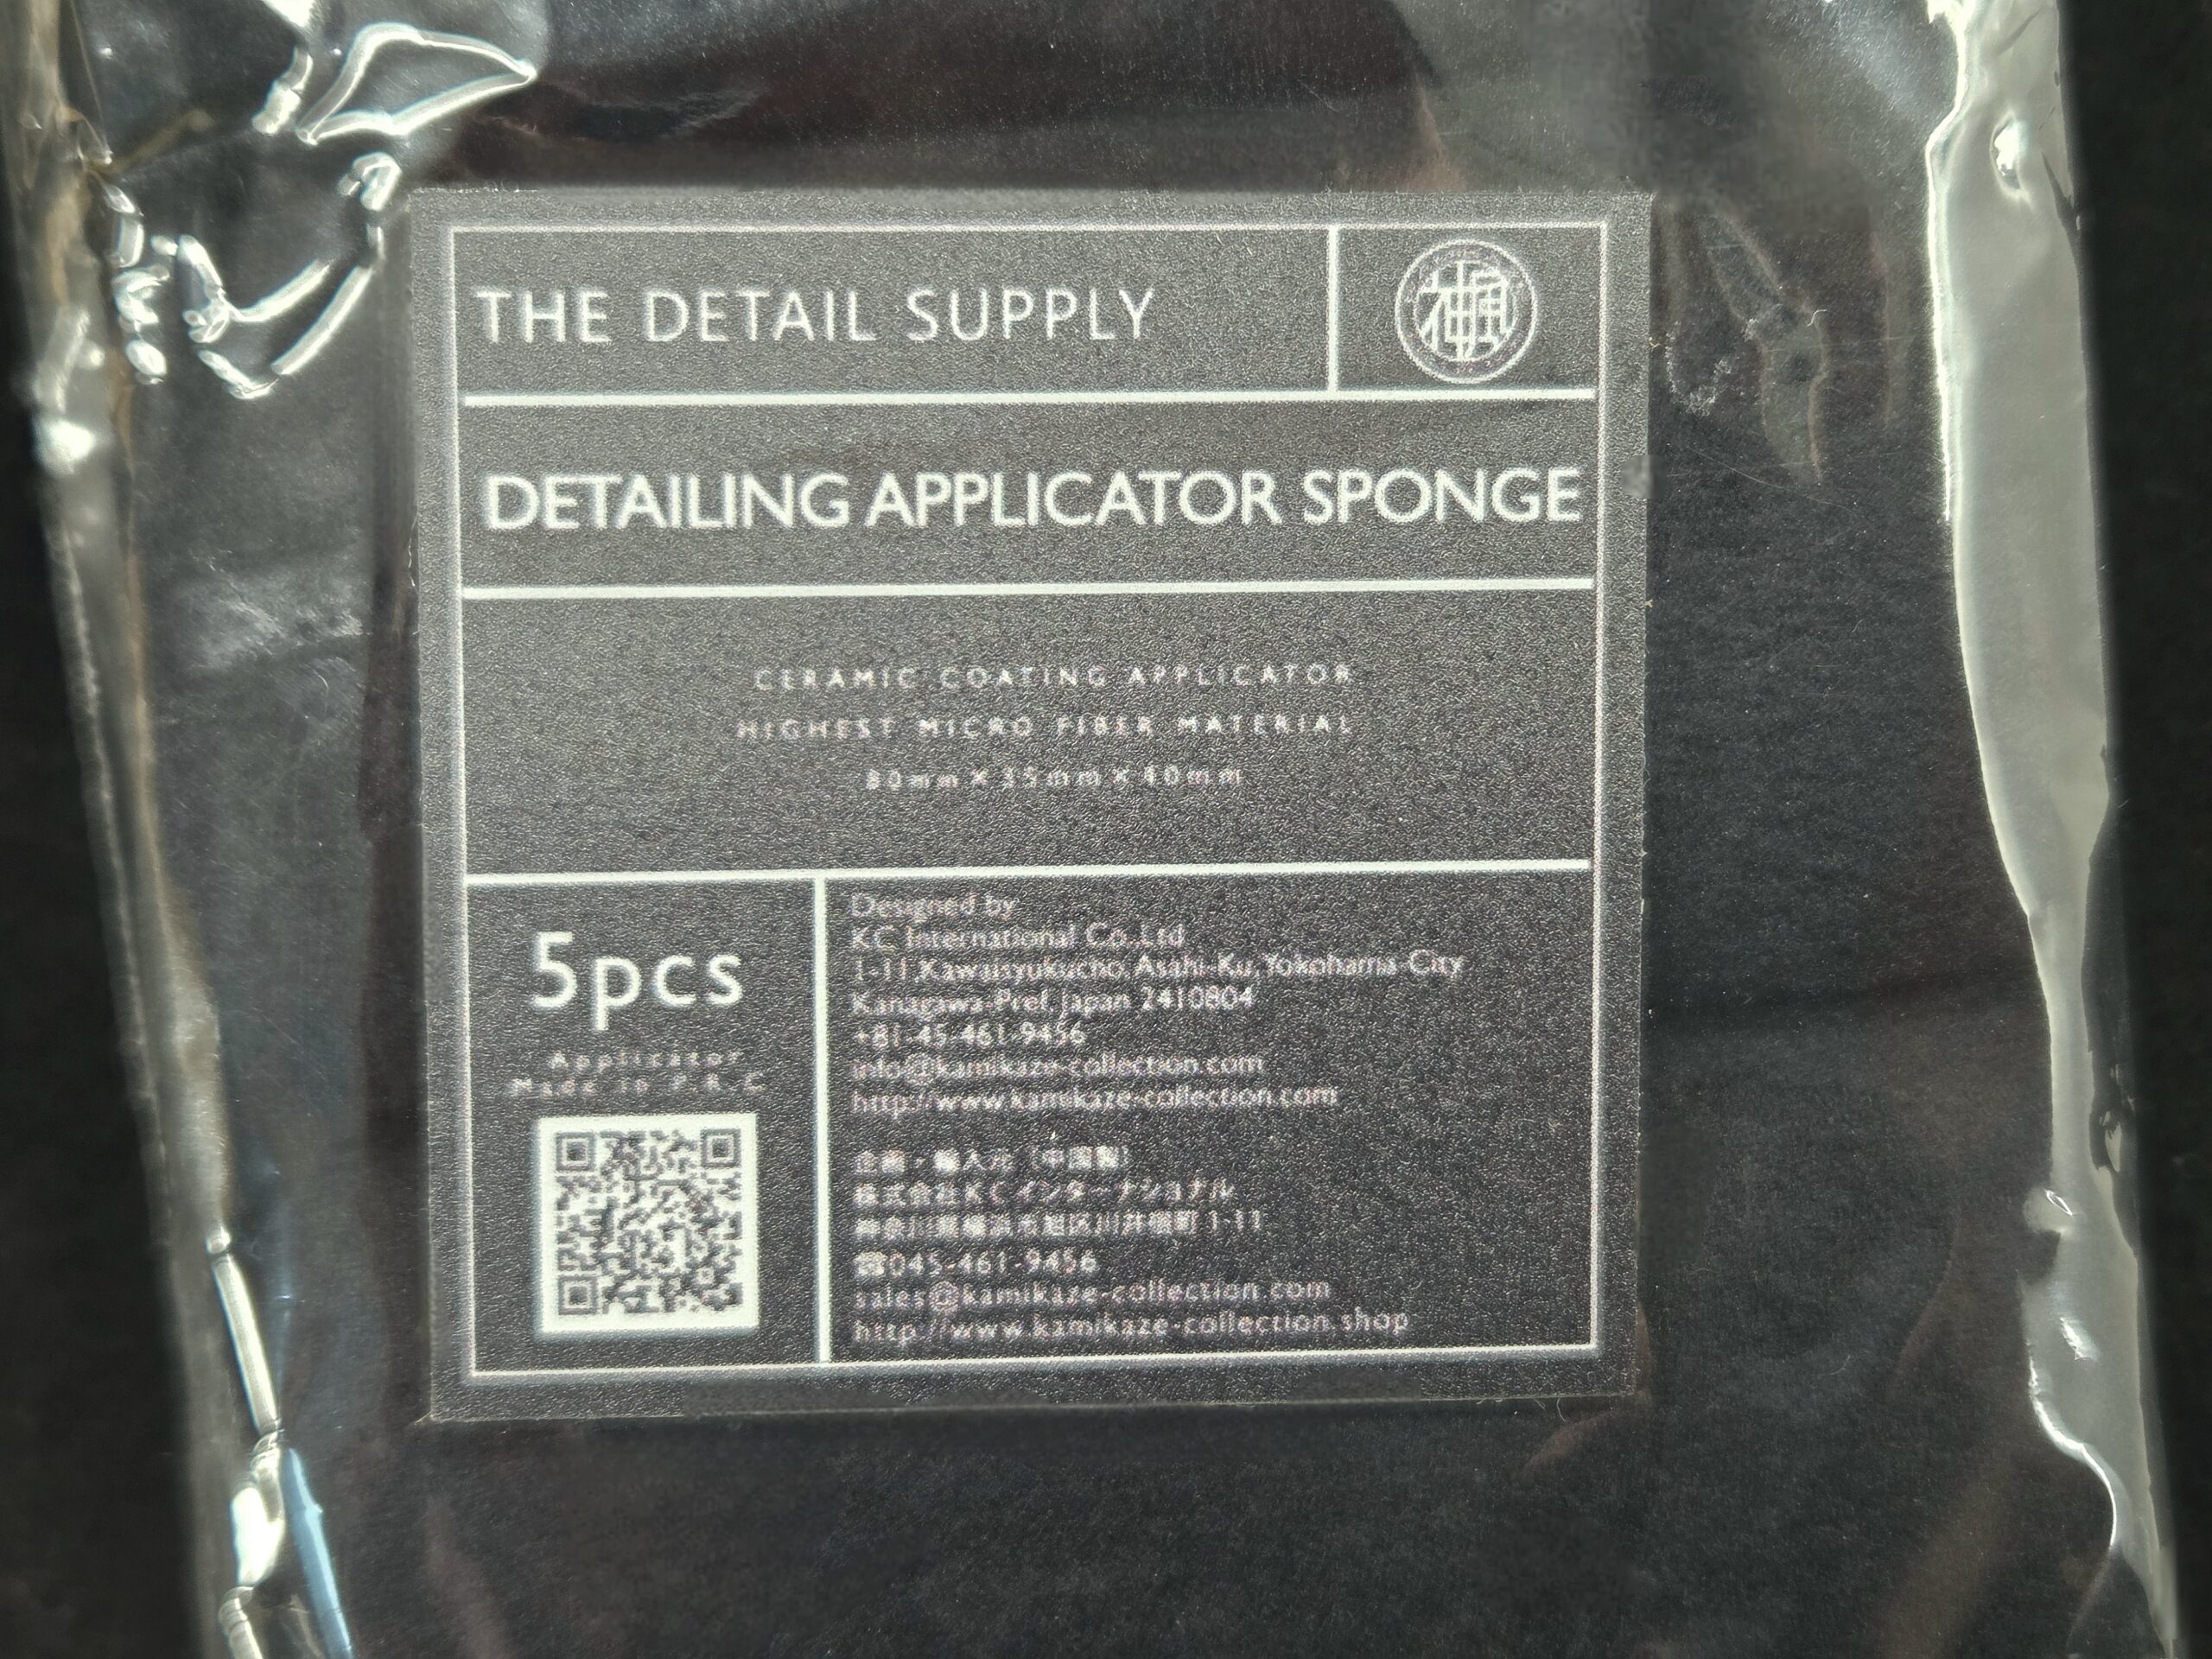 THE DETAIL SUPPLY
DETAILING APPLICATOR SPONGE
CERAMIC COATING APPLICATOR
HIGHEST MICRO FIBER MATERIAL
80mm×35mm×40mm
5pcs
Applicator
Made in P.R.C
Designed by
KC International Co.,Ltd
1-11,Kawaisyukucho,Asahi-Ku,Yokohama-City
Kanagawa-Pref,Japan 2410804
+81-45-461-9456
info@kamikaze-collection.com
http://www.kamikaze-collection.com
企画・輸入元（中国製）
株式会社KCインターナショナル
神奈川県横浜市旭区川井宿町 1-11
☎045-461-9456
sales@kamikaze-collection.com
http://www.kamikaze-collection.shop